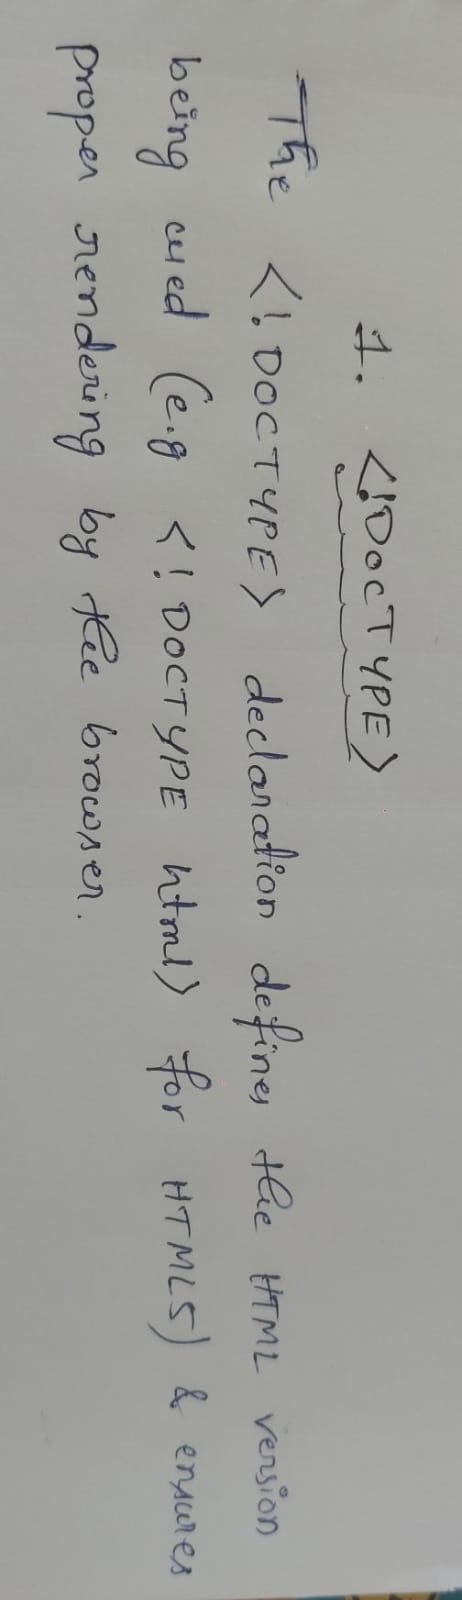 1. <!DOCTYPE>
The <!DOCTYPE> declaration defines the HTML version
being used (e.g <!DOCTYPE html> for HTML5) & ensures
proper rendering by the browser.